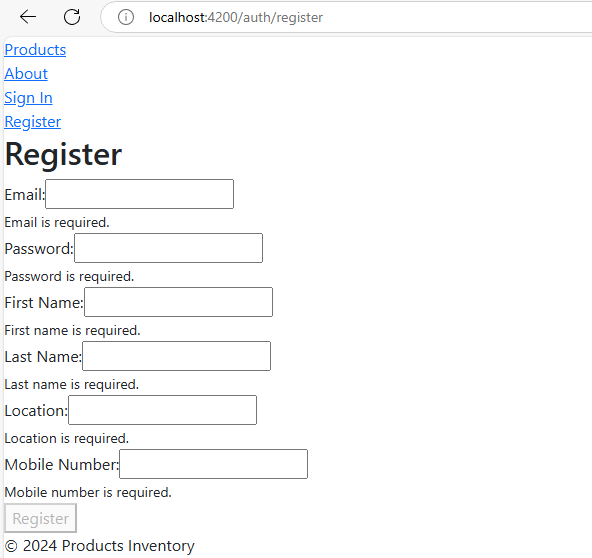 localhost:4200/auth/register
Products
About
Sign In
Register
Register
Email:
Email is required.
Password:
Password is required.
First Name:
First name is required.
Last Name:
Last name is required.
Location:
Location is required.
Mobile Number:
Mobile number is required.
Register
© 2024 Products Inventory